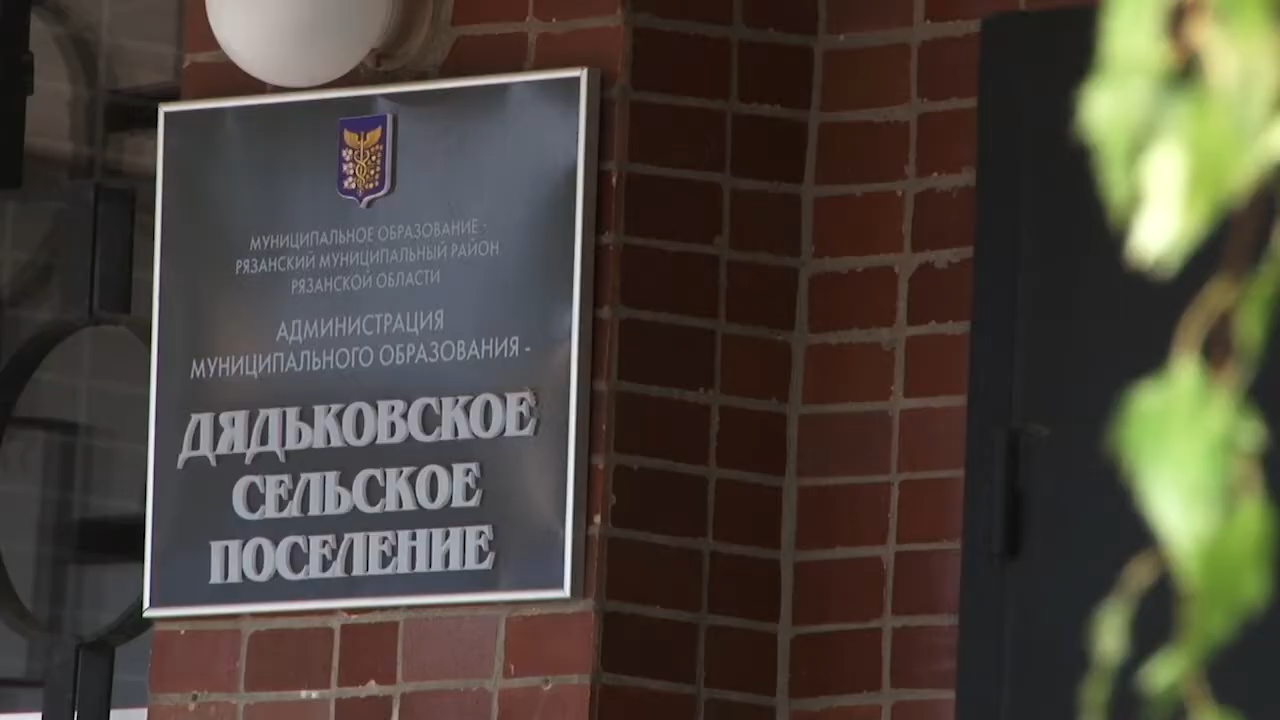 МУНИЦИПАЛЬНОЕ ОБРАЗОВАНИЕ -
РЯЗАНСКИЙ МУНИЦИПАЛЬНЫЙ РАЙОН
РЯЗАНСКОЙ ОБЛАСТИ
АДМИНИСТРАЦИЯ
МУНИЦИПАЛЬНОГО ОБРАЗОВАНИЯ -
ДЯДЬКОВСКОЕ
СЕЛЬСКОЕ
ПОСЕЛЕНИЕ